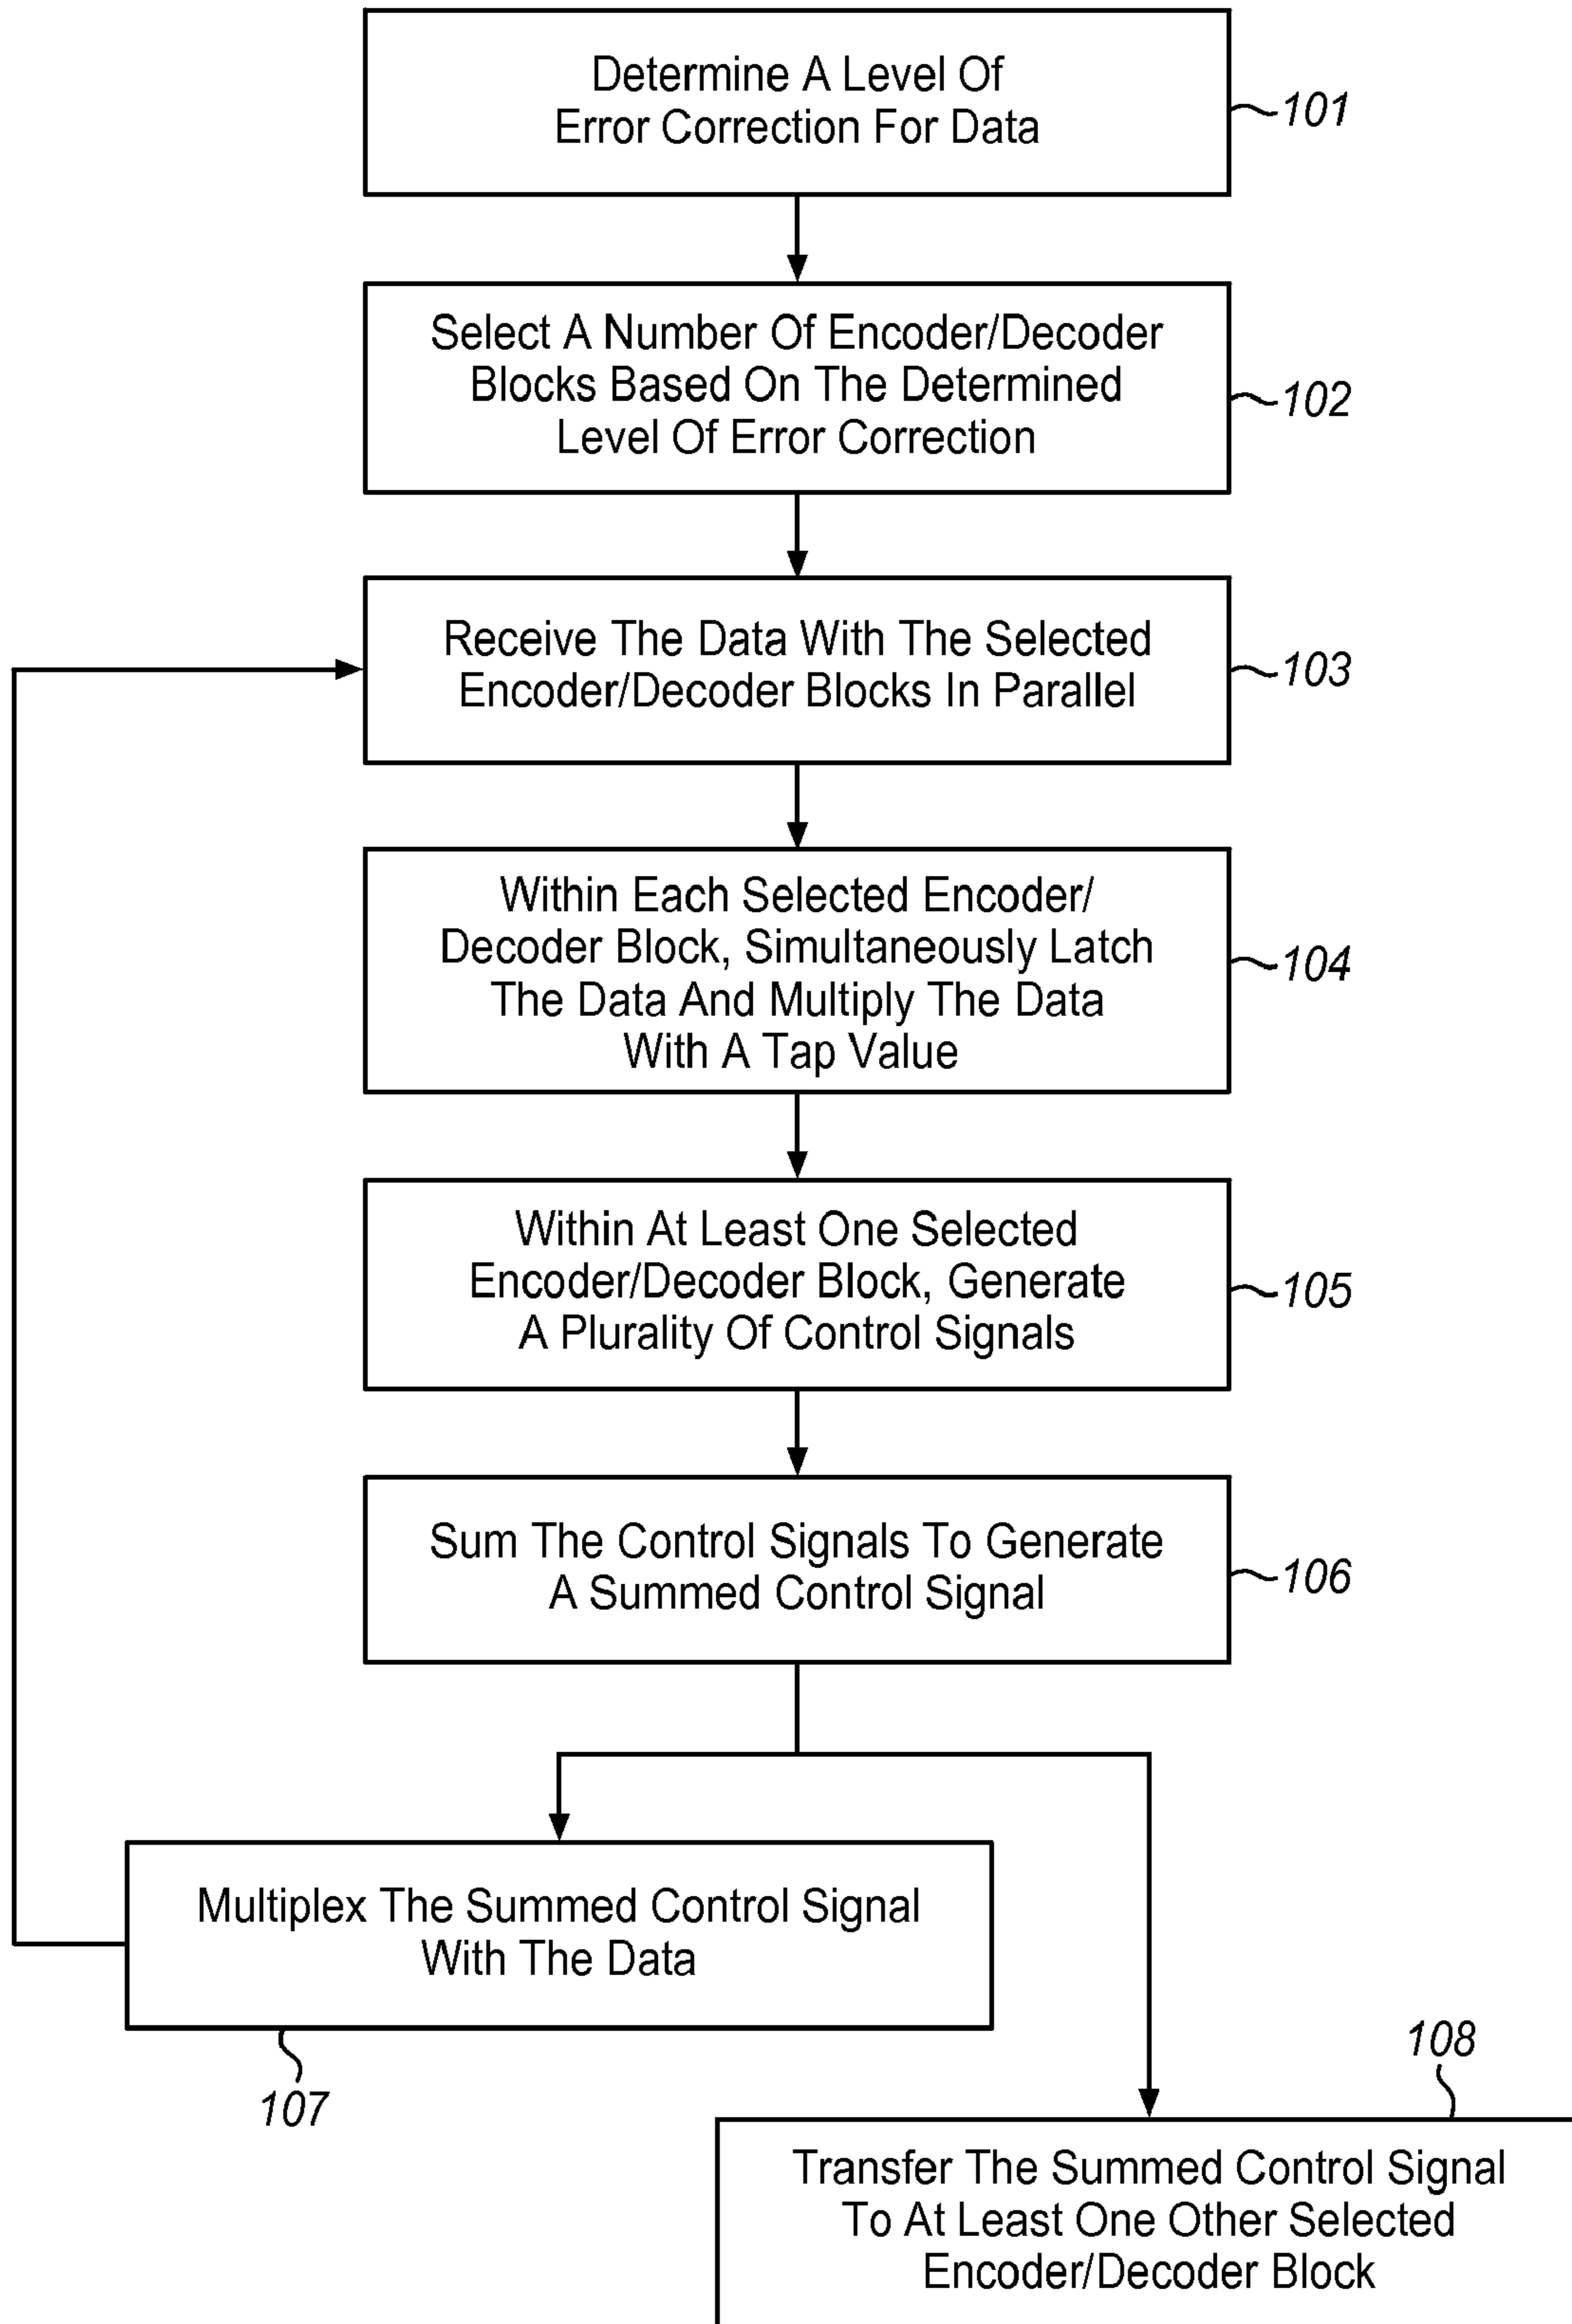 Determine A Level Of
Error Correction For Data
101
Select A Number Of Encoder/Decoder
Blocks Based On The Determined
Level Of Error Correction
102
Receive The Data With The Selected
Encoder/Decoder Blocks In Parallel
103
Within Each Selected Encoder/
Decoder Block, Simultaneously Latch
The Data And Multiply The Data
With A Tap Value
104
Within At Least One Selected
Encoder/Decoder Block, Generate
A Plurality Of Control Signals
105
Sum The Control Signals To Generate
A Summed Control Signal
106
Multiplex The Summed Control Signal
With The Data
107
108
Transfer The Summed Control Signal
To At Least One Other Selected
Encoder/Decoder Block